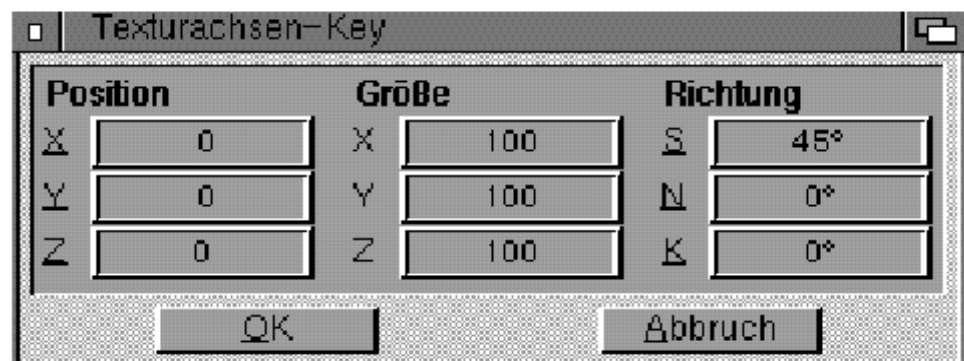 Texturachsen-Key
Position Größe Richtung
X 0 X 100 S 45°
Y 0 Y 100 N 0°
Z 0 Z 100 K 0°
OK Abbruch